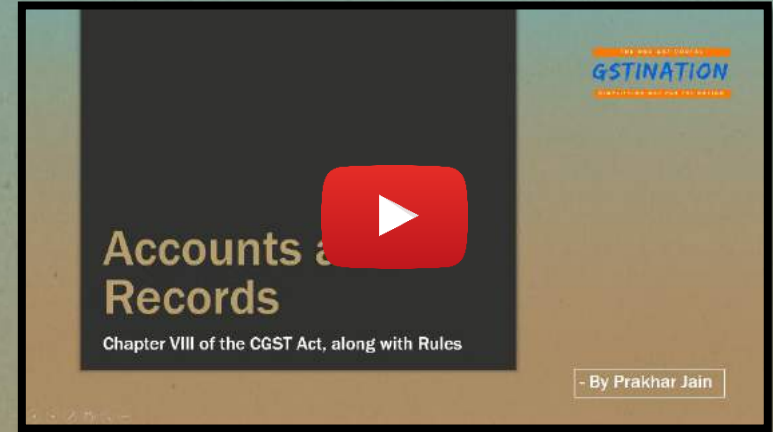 GSTINATION
Accounts
Records
Chapter VIII of the CGST Act, along with Rules
- By Prakhar Jain